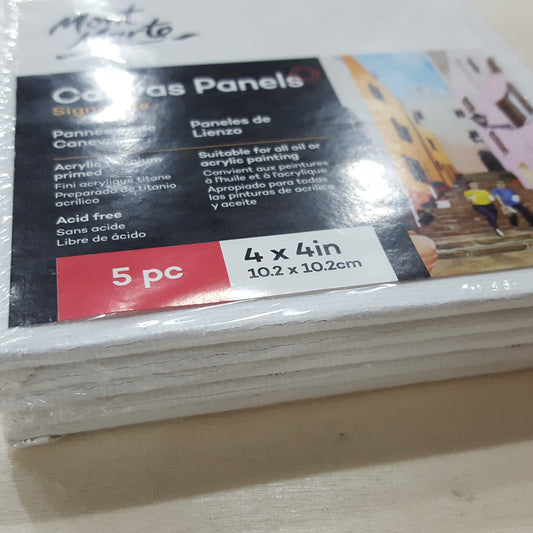 Mont
Marte
Canvas Panels
Signature
Paneles de
Lienzo
Acrylic titanium
primed
Fini acrylique titane
Preparado de titanio
acrílico
Acid free
Sans acide
Libre de ácido
Suitable for all oil or
acrylic painting
Convient aux peintures
à l'huile et à l'acrylique
Apropiado para todas
las pinturas de acrílico
y aceite
5 pc
4 x 4in
10.2 x 10.2cm